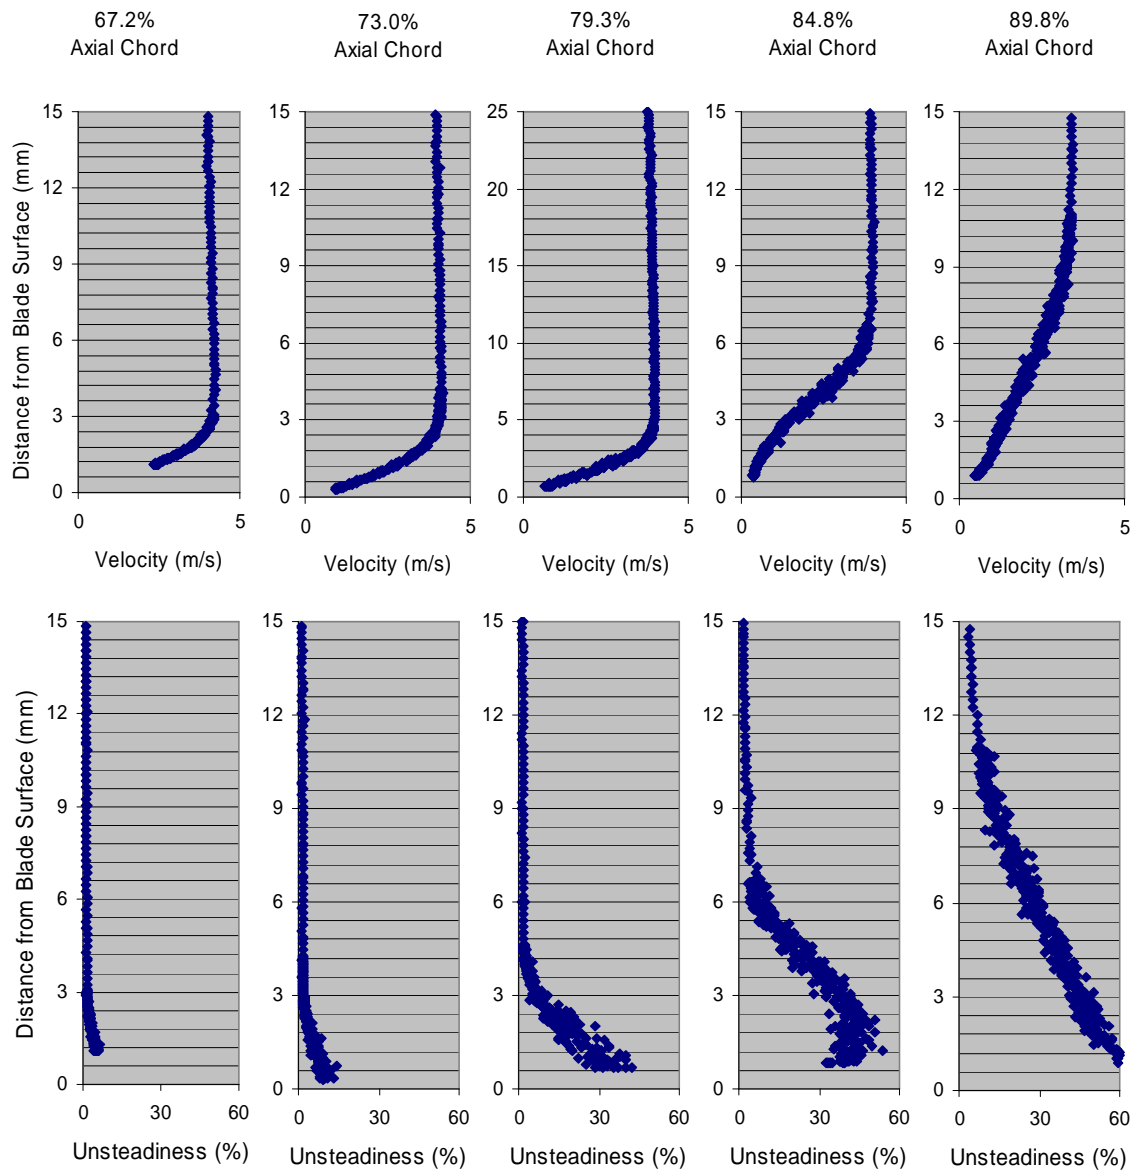 67.2% 73.0% 79.3% 84.8% 89.8%
Axial Chord Axial Chord Axial Chord Axial Chord Axial Chord
15 15 25 15 15
12 12 20 12 12
9 9 15 9 9
6 6 10 6 6
3 3 5 3 3
0 0 0 0 0
0 5 0 5 0 5 0 5 0 5
Distance from Blade Surface (mm)
Velocity (m/s) Velocity (m/s) Velocity (m/s) Velocity (m/s) Velocity (m/s)
15 15 15 15 15
12 12 12 12 12
9 9 9 9 9
6 6 6 6 6
3 3 3 3 3
0 0 0 0 0
0 30 60 0 30 60 0 30 60 0 30 60 0 30 60
Distance from Blade Surface (mm)
Unsteadiness (%) Unsteadiness (%) Unsteadiness (%) Unsteadiness (%) Unsteadiness (%)